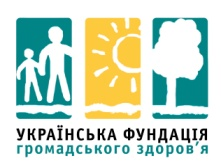 УКРАЇНСЬКА ФУНДАЦІЯ
громадського здоров'я